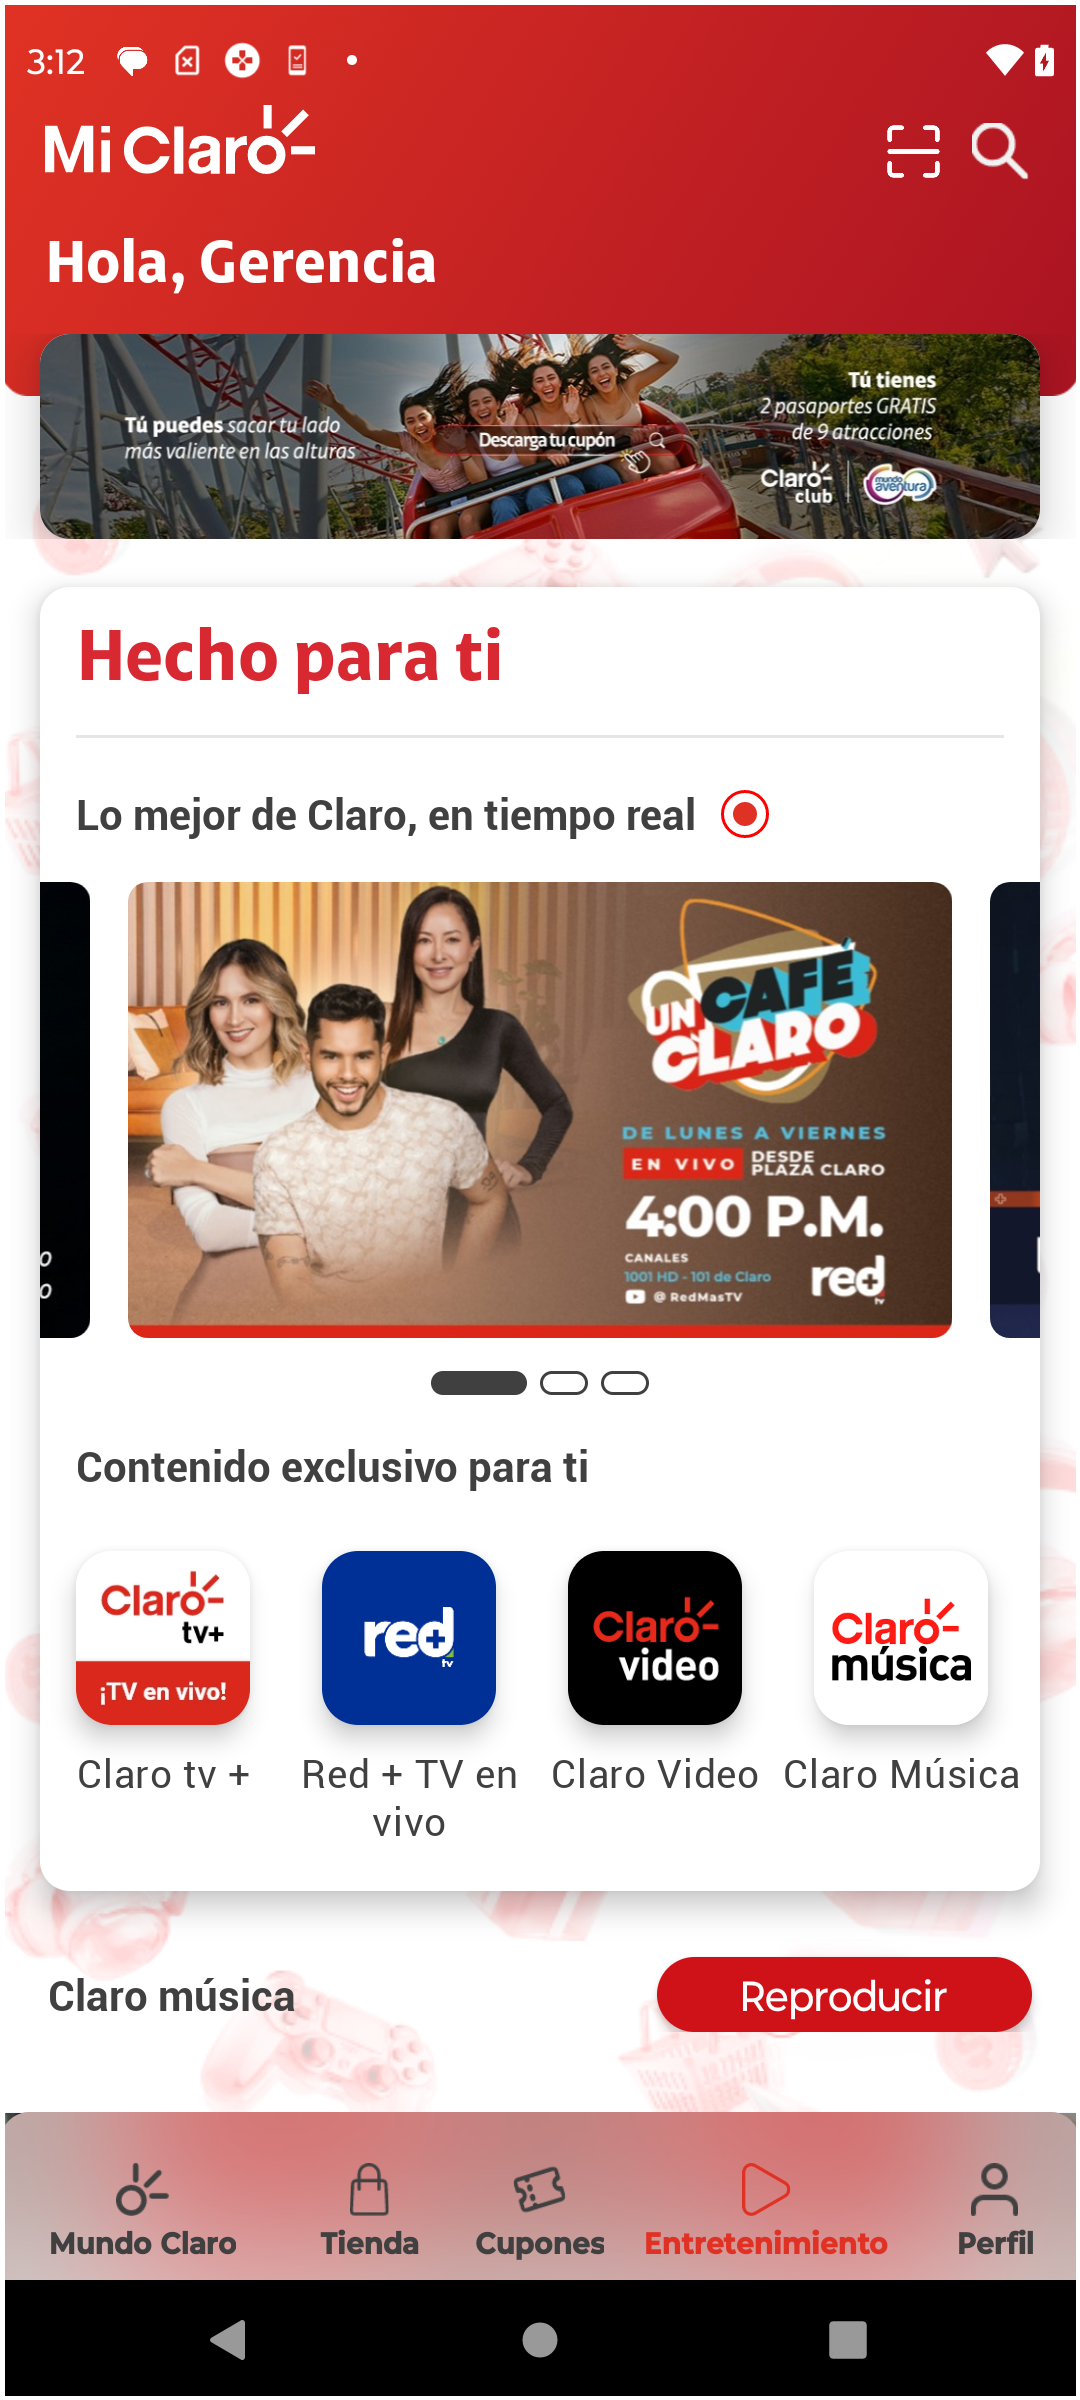 3:12
Mi Claro
Hola, Gerencia
Tú puedes sacar tu lado
más valiente en las alturas
Descarga tu cupón
Tú tienes
2 pasaportes GRATIS
de 9 atracciones
Claro
club
mundo
aventura
Hecho para ti
Lo mejor de Claro, en tiempo real
UN CAFÉ
CLARO
DE LUNES A VIERNES
EN VIVO
DESDE
PLAZA CLARO
4:00 P.M.
CANALES
1001 HD - 101 de Claro
@ RedMasTV
red+
tv
Contenido exclusivo para ti
Claro
tv+
¡TV en vivo!
red+
tv
Claro
video
Claro
música
Claro tv +
Red + TV en
vivo
Claro Video
Claro Música
Claro música
Reproducir
Mundo Claro
Tienda
Cupones
Entretenimiento
Perfil